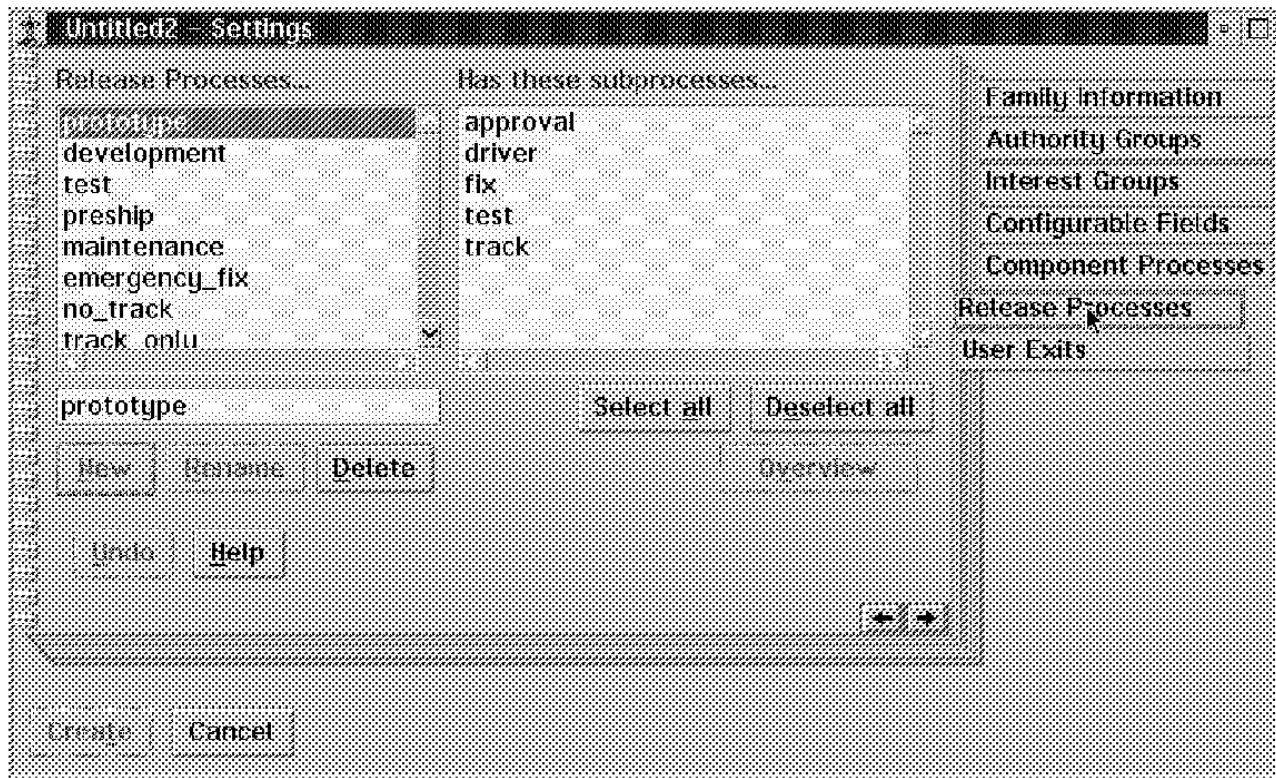 Untitled2 - Settings
Release Processes...
Has these subprocesses...
prototype
development
test
preship
maintenance
emergency_fix
no_track
track_only
approval
driver
fix
test
track
prototype
Select all
Deselect all
New
Rename
Delete
Overview
Undo
Help
Create
Cancel
Family Information
Authority Groups
Interest Groups
Configurable Fields
Component Processes
Release Processes
User Exits